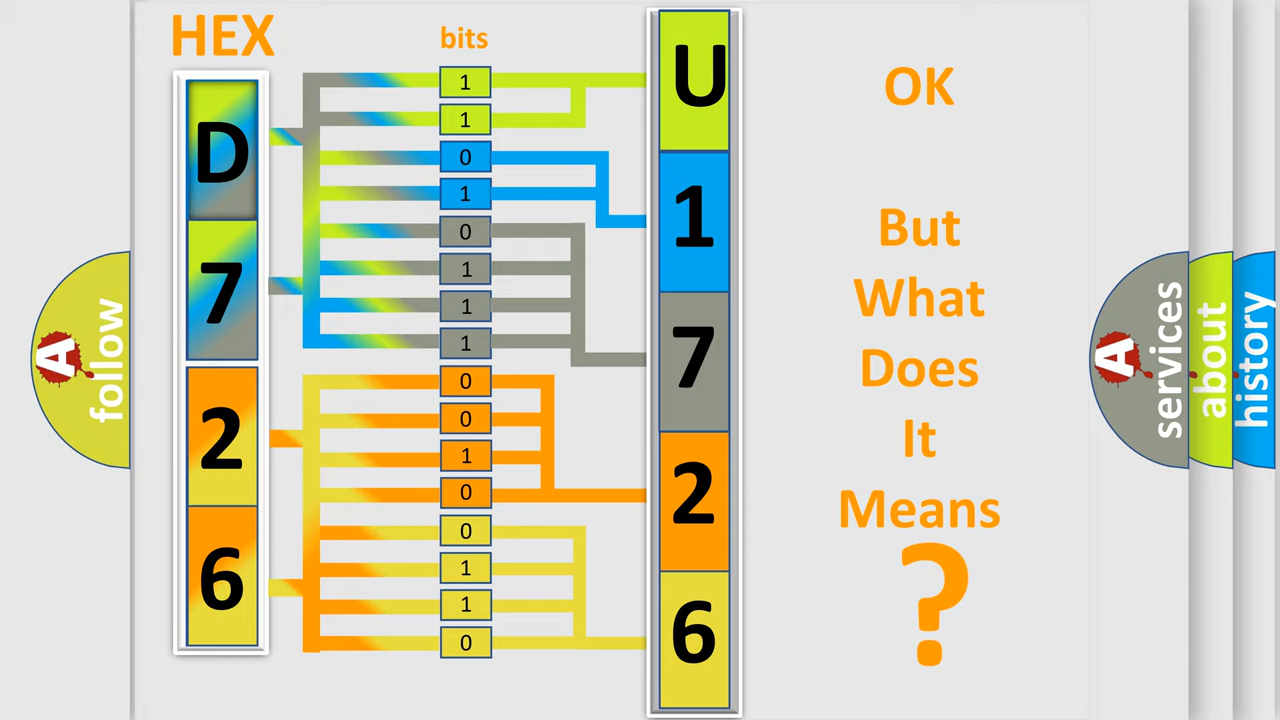 HEX
bits
D
7
2
6
1
1
0
1
0
1
1
1
0
0
1
0
0
1
1
0
U
1
7
2
6
OK
But
What
Does
It
Means
?
A
follow
A
services
about
history